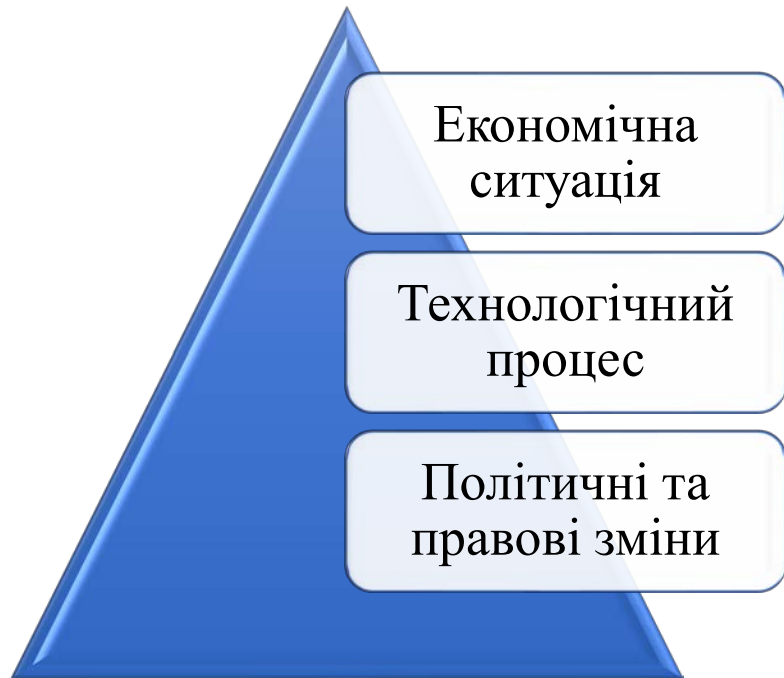 Економічна
ситуація
Технологічний
процес
Політичні та
правові зміни